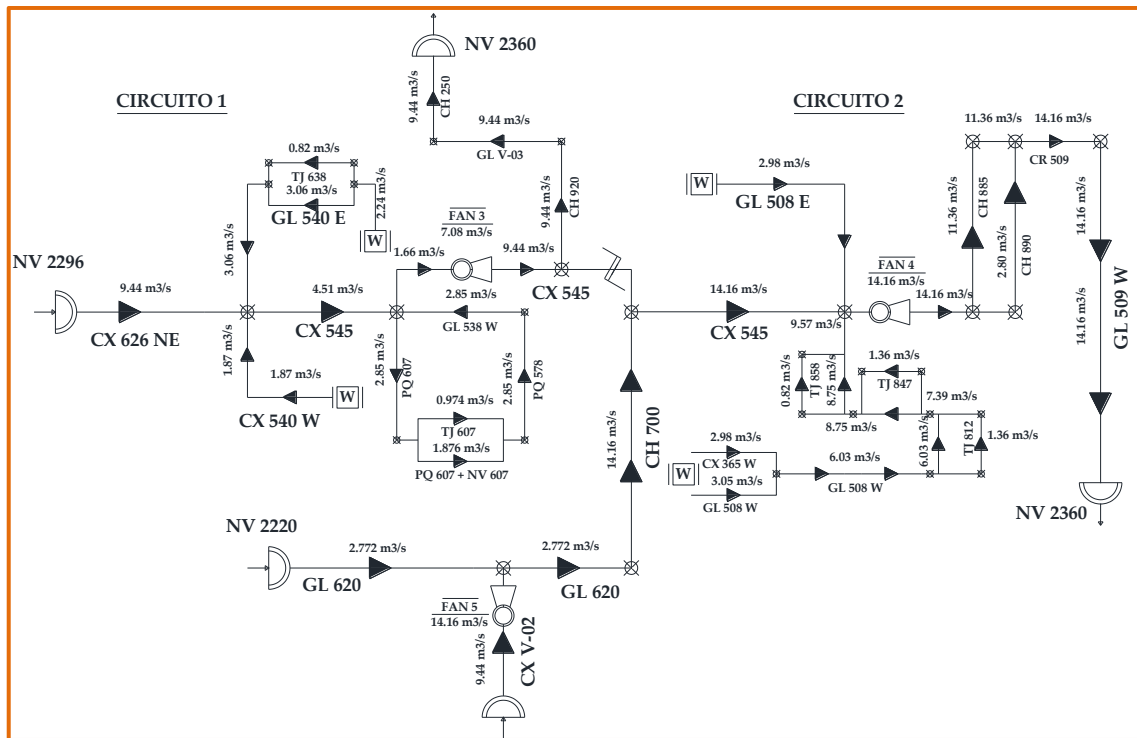 NV 2360
CIRCUITO 1
CIRCUITO 2
9.44 m3/s
CH 250
9.44 m3/s
GL V-03
9.44 m3/s
CH 920
0.82 m3/s
TJ 638
3.06 m3/s
GL 540 E
2.24 m3/s
W
3.06 m3/s
FAN 3
7.08 m3/s
1.66 m3/s
9.44 m3/s
CX 545
NV 2296
9.44 m3/s
CX 626 NE
4.51 m3/s
CX 545
2.85 m3/s
GL 538 W
1.87 m3/s
1.87 m3/s
W
CX 540 W
2.85 m3/s
PQ 607
2.85 m3/s
PQ 578
0.974 m3/s
TJ 607
1.876 m3/s
PQ 607 + NV 607
NV 2220
2.772 m3/s
GL 620
2.772 m3/s
GL 620
FAN 5
14.16 m3/s
9.44 m3/s
CX V-02
14.16 m3/s
CH 700
2.98 m3/s
W
GL 508 E
14.16 m3/s
CX 545
FAN 4
14.16 m3/s
14.16 m3/s
9.57 m3/s
11.36 m3/s
14.16 m3/s
CR 509
11.36 m3/s
CH 885
2.80 m3/s
CH 890
14.16 m3/s
14.16 m3/s
GL 509 W
0.82 m3/s
TJ 858
8.75 m3/s
1.36 m3/s
TJ 847
8.75 m3/s
7.39 m3/s
6.03 m3/s
TJ 812
1.36 m3/s
2.98 m3/s
CX 365 W
W
3.05 m3/s
GL 508 W
6.03 m3/s
GL 508 W
NV 2360